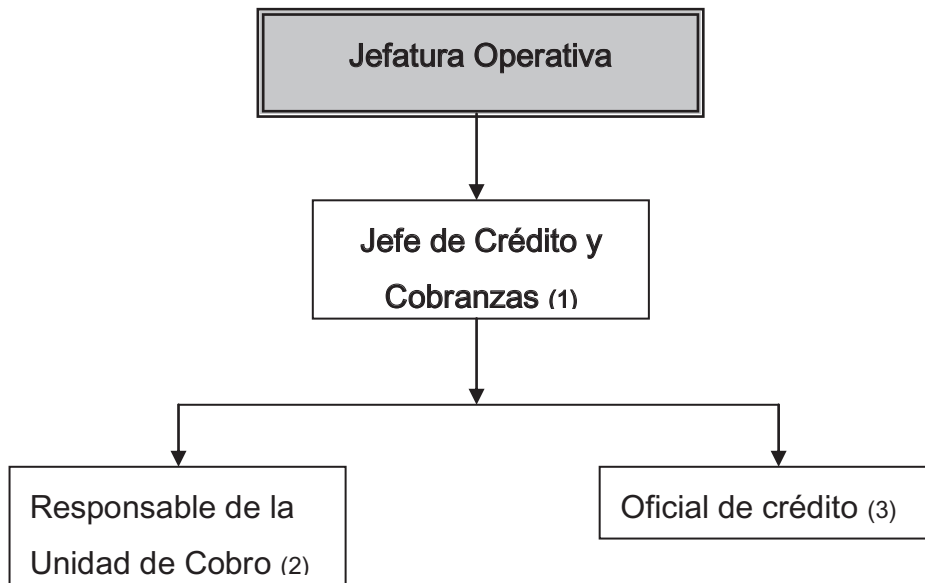 Jefatura Operativa
Jefe de Crédito y
Cobranzas (1)
Responsable de la
Unidad de Cobro (2)
Oficial de crédito (3)